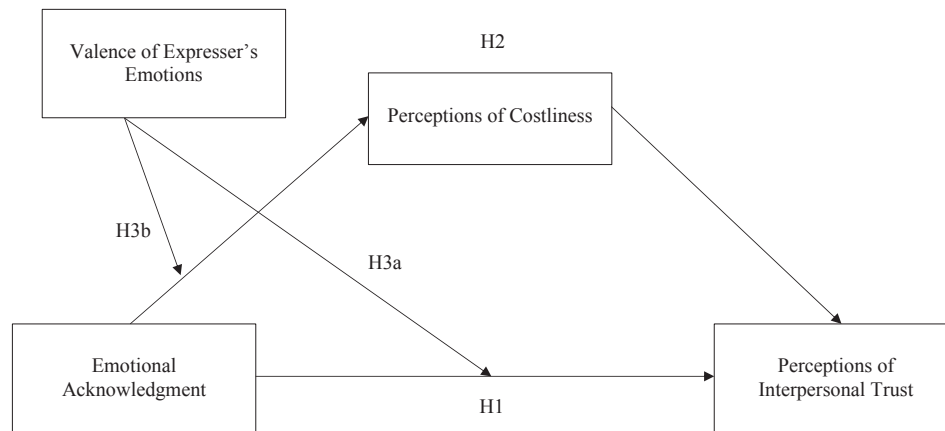 Valence of Expresser’s
Emotions
H2
Perceptions of Costliness
H3b
H3a
Emotional
Acknowledgment
Perceptions of
Interpersonal Trust
H1